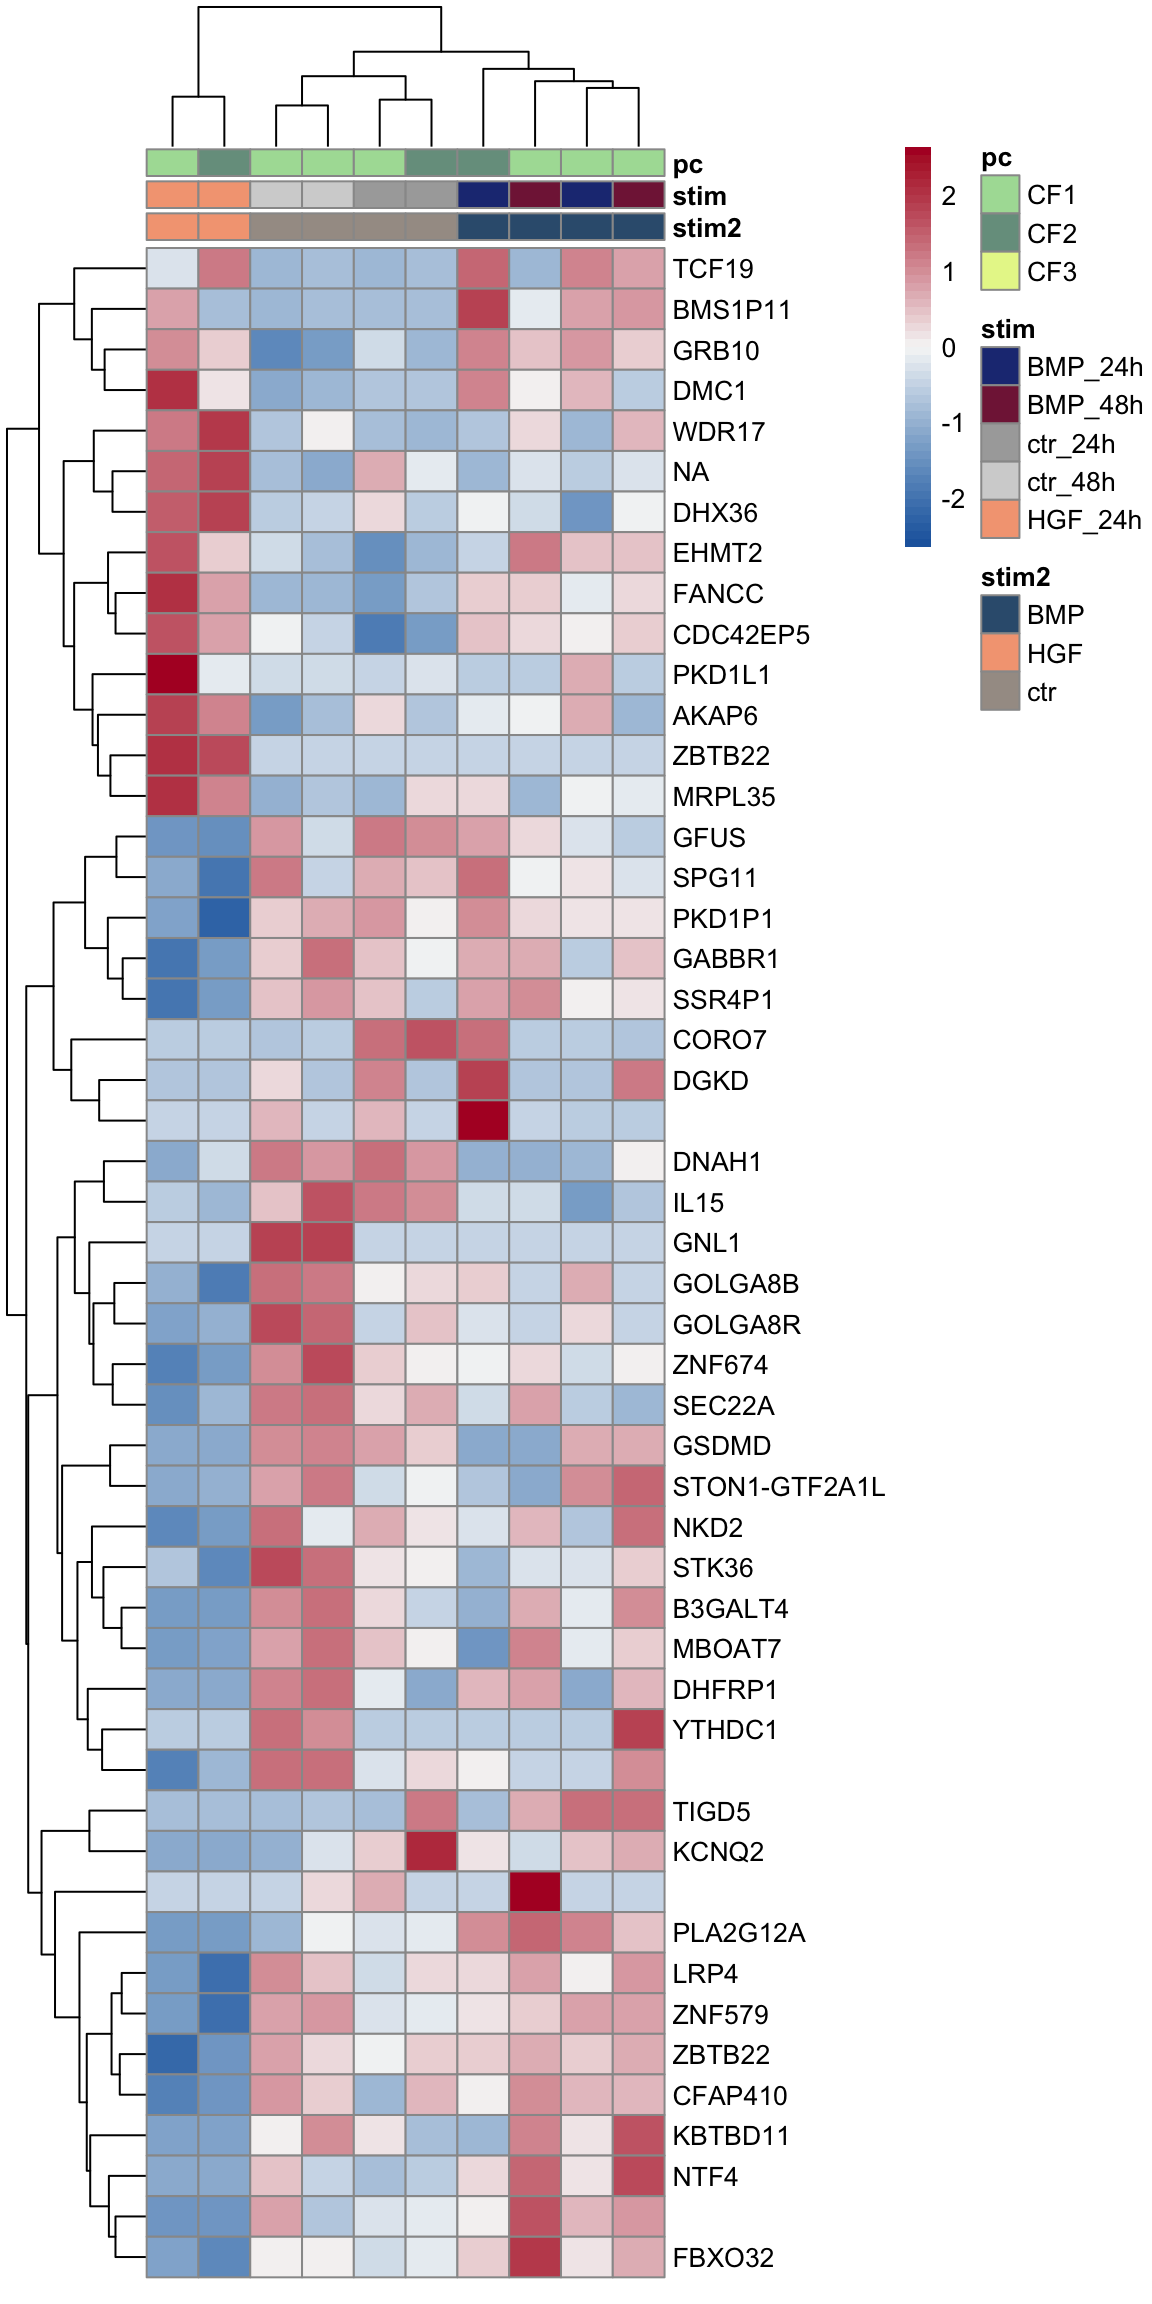 pc
stim
stim2
TCF19
BMS1P11
GRB10
DMC1
WDR17
NA
DHX36
EHMT2
FANCC
CDC42EP5
PKD1L1
AKAP6
ZBTB22
MRPL35
GFUS
SPG11
PKD1P1
GABBR1
SSR4P1
CORO7
DGKD
DNAH1
IL15
GNL1
GOLGA8B
GOLGA8R
ZNF674
SEC22A
GSDMD
STON1-GTF2A1L
NKD2
STK36
B3GALT4
MBOAT7
DHFRP1
YTHDC1
TIGD5
KCNQ2
PLA2G12A
LRP4
ZNF579
ZBTB22
CFAP410
KBTBD11
NTF4
FBXO32
2
1
0
-1
-2
pc
CF1
CF2
CF3
stim
BMP_24h
BMP_48h
ctr_24h
ctr_48h
HGF_24h
stim2
BMP
HGF
ctr